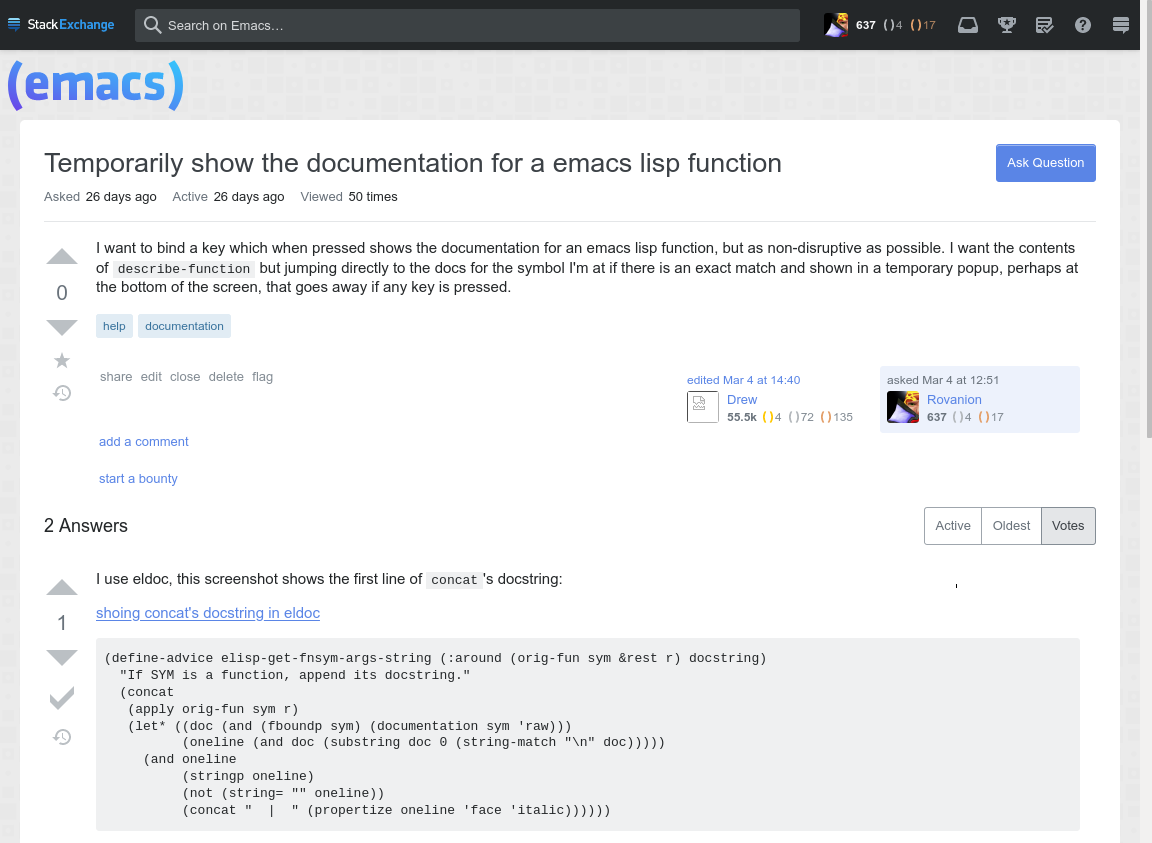 StackExchange
Search on Emacs…
637 4 17
(emacs)
Temporarily show the documentation for a emacs lisp function
Ask Question
Asked 26 days ago Active 26 days ago Viewed 50 times
I want to bind a key which when pressed shows the documentation for an emacs lisp function, but as non-disruptive as possible. I want the contents
of describe-function but jumping directly to the docs for the symbol I'm at if there is an exact match and shown in a temporary popup, perhaps at
the bottom of the screen, that goes away if any key is pressed.
0
help documentation
share edit close delete flag
edited Mar 4 at 14:40
Drew
55.5k ()4 ()72 ()135
asked Mar 4 at 12:51
Rovanion
637 ()4 ()17
add a comment
start a bounty
2 Answers
Active Oldest Votes
1
I use eldoc, this screenshot shows the first line of concat's docstring:
shoing concat's docstring in eldoc
(define-advice elisp-get-fnsym-args-string (:around (orig-fun sym &rest r) docstring)
  "If SYM is a function, append its docstring."
  (concat
   (apply orig-fun sym r)
   (let* ((doc (and (fboundp sym) (documentation sym 'raw)))
          (oneline (and doc (substring doc 0 (string-match "\n" doc)))))
     (and oneline
          (stringp oneline)
          (not (string= "" oneline))
          (concat "  |  " (propertize oneline 'face 'italic))))))